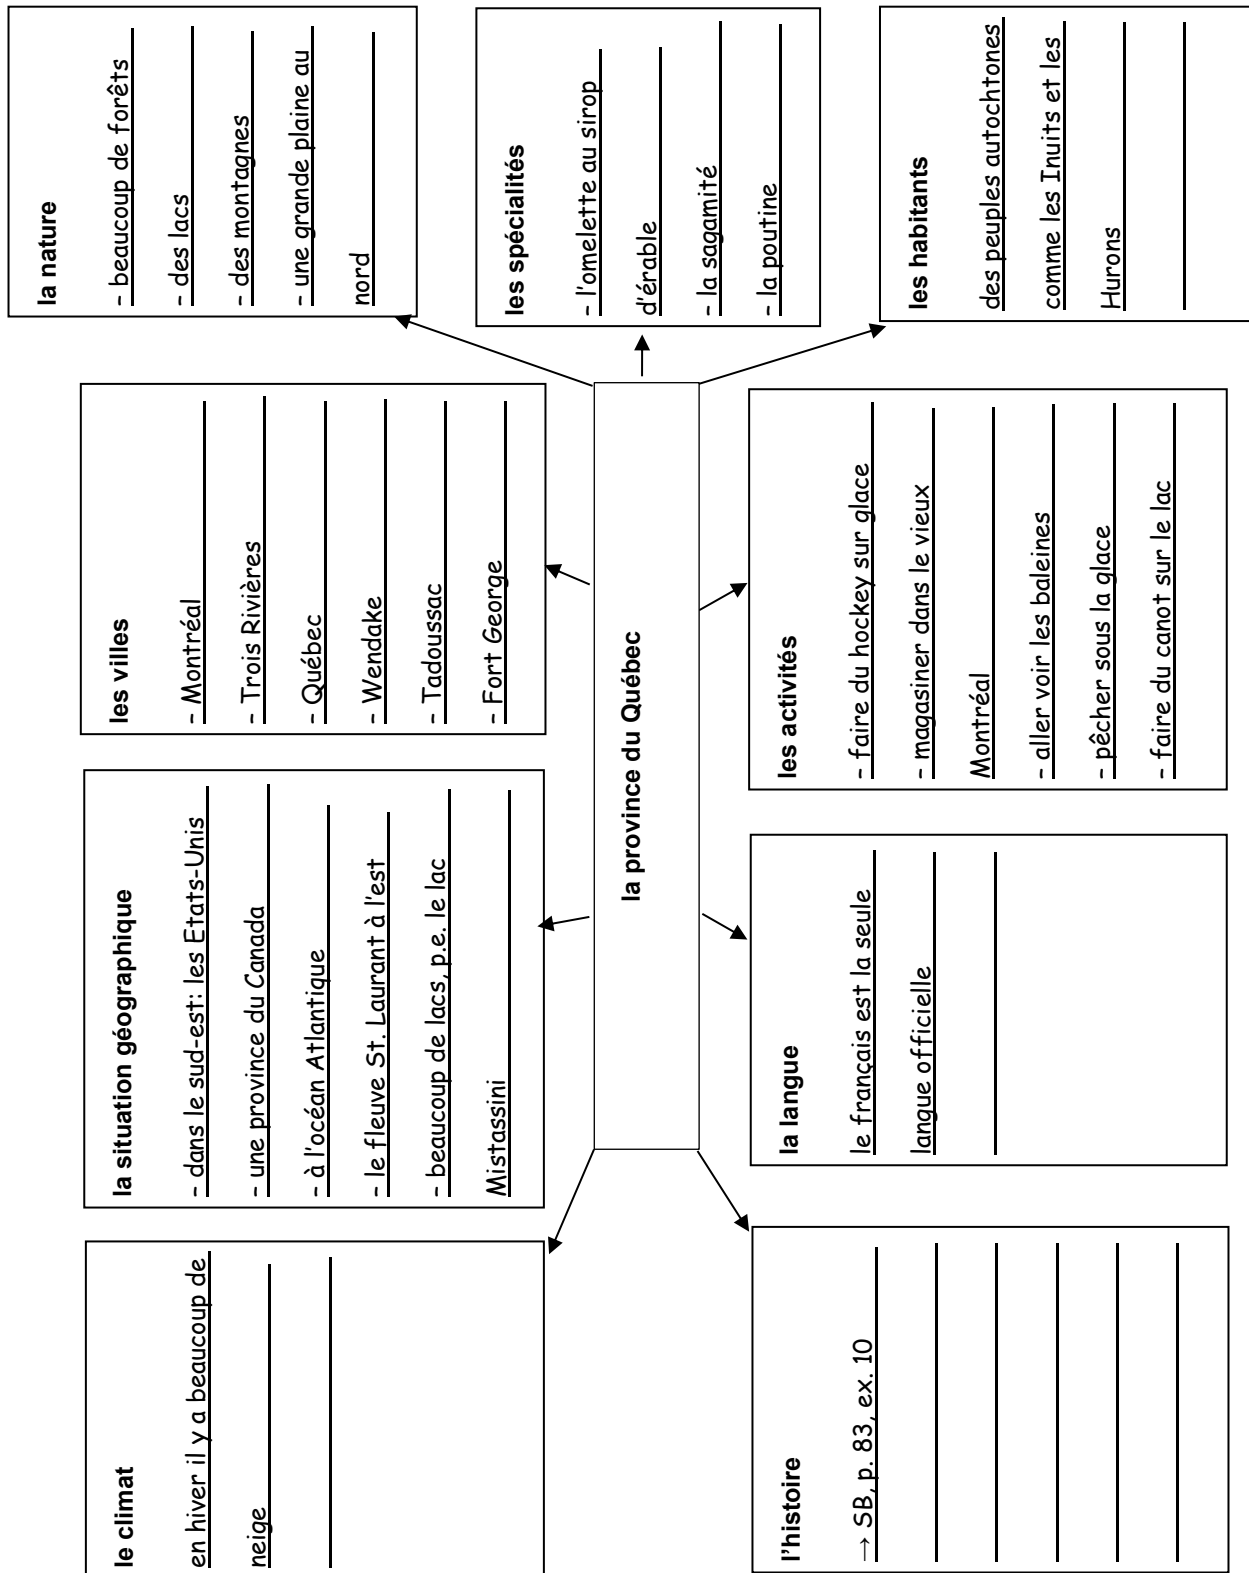 le climat
en hiver il y a beaucoup de
neige
la situation géographique
- dans le sud-est: les Etats-Unis
- une province du Canada
- à l'océan Atlantique
- le fleuve St. Laurant à l'est
- beaucoup de lacs, p.e. le lac
Mistassini
les villes
- Montréal
- Trois Rivières
- Québec
- Wendake
- Tadoussac
- Fort George
la nature
- beaucoup de forêts
- des lacs
- des montagnes
- une grande plaine au
nord
les spécialités
- l'omelette au sirop
d'érable
- la sagamité
- la poutine
la province du Québec
l'histoire
→ SB, p. 83, ex. 10
la langue
le français est la seule
langue officielle
les activités
- faire du hockey sur glace
- magasiner dans le vieux
Montréal
- aller voir les baleines
- pêcher sous la glace
- faire du canot sur le lac
les habitants
des peuples autochtones
comme les Inuits et les
Hurons